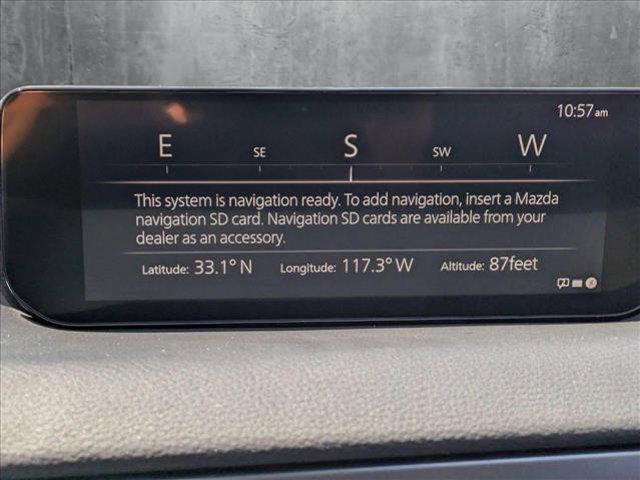 10:57am
E SE S SW W
This system is navigation ready. To add navigation, insert a Mazda
navigation SD card. Navigation SD cards are available from your
dealer as an accessory.
Latitude: 33.1° N Longitude: 117.3° W Altitude: 87feet